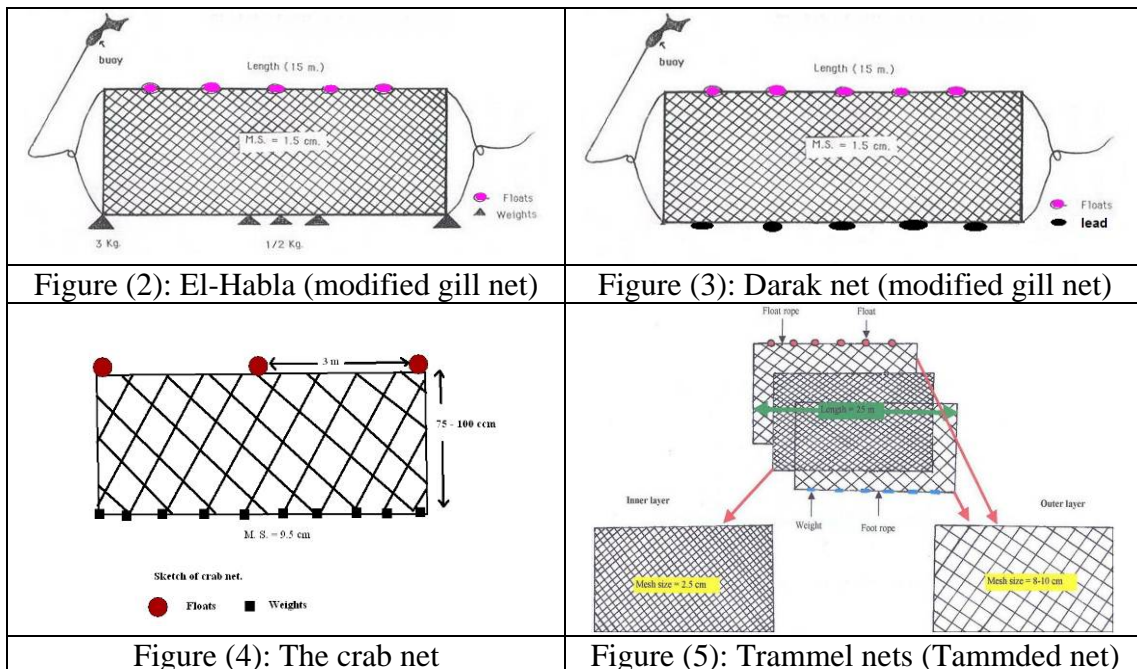 buoy
Length (15 m.)
M.S. = 1.5 cm.
Floats
Weights
3 Kg.
1/2 Kg.
Figure (2): El-Habla (modified gill net)
buoy
Length (15 m.)
M.S. = 1.5 cm.
Floats
lead
Figure (3): Darak net (modified gill net)
3 m
75 - 100 ccm
M. S. = 9.5 cm
Sketch of crab net.
Floats
Weights
Figure (4): The crab net
Float rope
Float
Length = 25 m
Inner layer
Outer layer
Weight
Foot rope
Mesh size = 2.5 cm
Mesh size = 8-10 cm
Figure (5): Trammel nets (Tammded net)